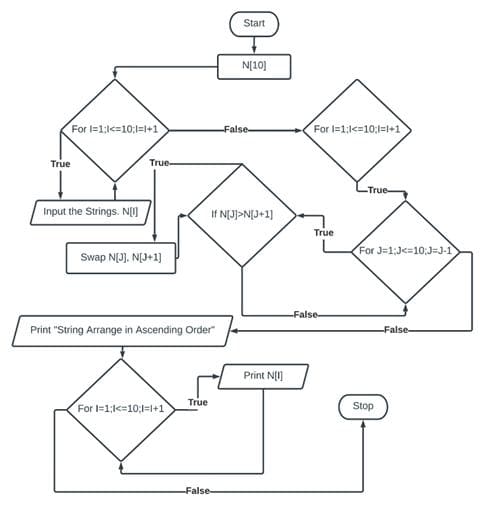 Start
N[10]
For I=1;I<=10;I=I+1
False
For I=1;I<=10;I=I+1
True
True
True
Input the Strings. N[I]
If N[J]>N[J+1]
True
Swap N[J], N[J+1]
For J=1;J<=10;J=J-1
False
Print "String Arrange in Ascending Order"
False
Print N[I]
For I=1;I<=10;I=I+1
True
Stop
False